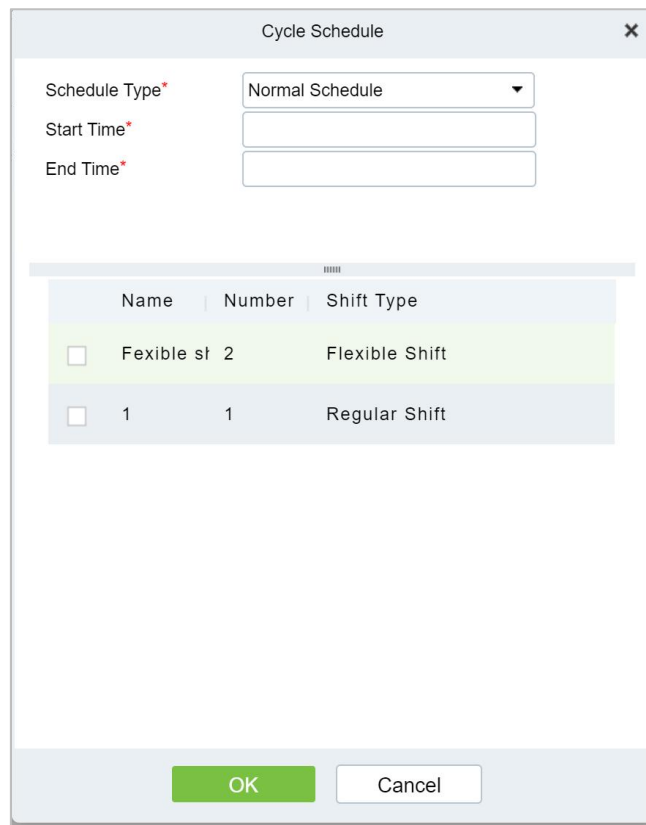 Cycle Schedule
Schedule Type* Normal Schedule
Start Time*
End Time*
Name Number Shift Type
Fexible 2 Flexible Shift
1 1 Regular Shift
OK Cancel